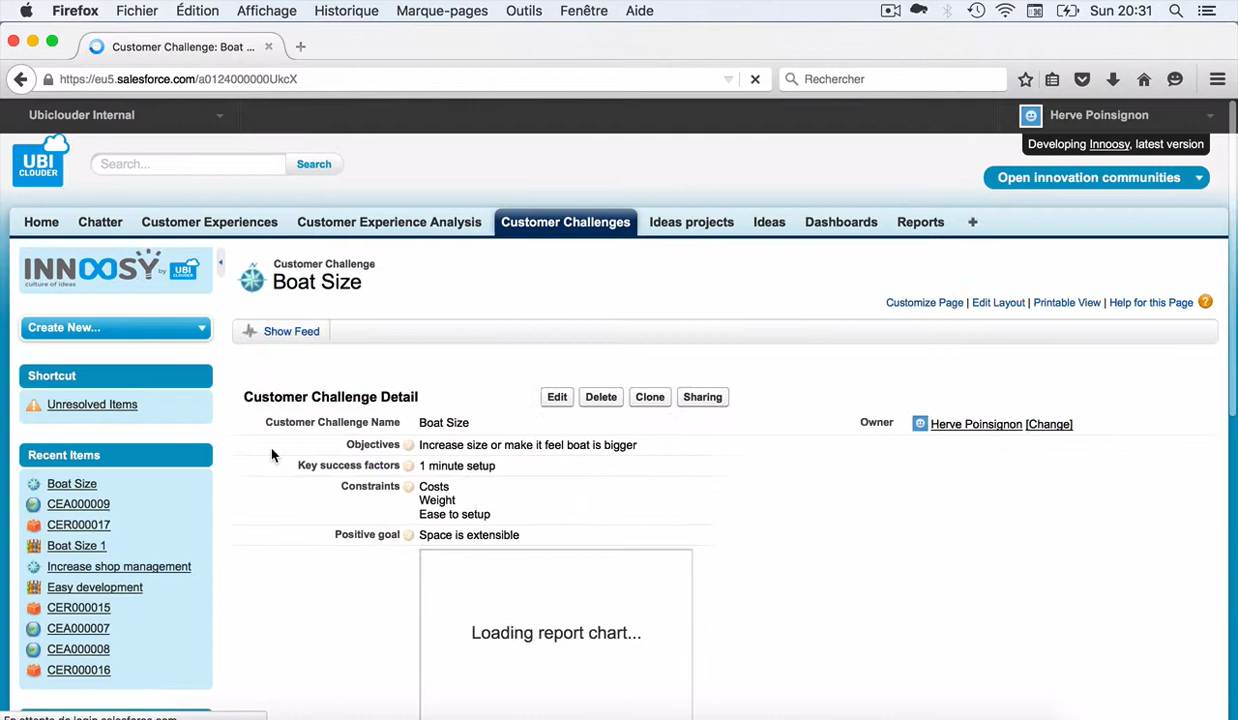 Firefox Fichier Édition Affichage Historique Marque-pages Outils Fenêtre Aide Sun 20:31
Customer Challenge: Boat ...
https://eu5.salesforce.com/a0124000000UkcX
Rechercher
Ubiclouder Internal
Herve Poinsignon
Developing Innoosy, latest version
UBI CLOUDER
Search...
Search
Open innovation communities
Home Chatter Customer Experiences Customer Experience Analysis Customer Challenges Ideas projects Ideas Dashboards Reports
INNOOSY by UBI
culture of ideas
Customer Challenge
Boat Size
Customize Page | Edit Layout | Printable View | Help for this Page
Create New...
Show Feed
Shortcut
Unresolved Items
Recent Items
Boat Size
CEA000009
CER000017
Boat Size 1
Increase shop management
Easy development
CER000015
CEA000007
CEA000008
CER000016
Customer Challenge Detail
Edit Delete Clone Sharing
Customer Challenge Name Boat Size
Owner Herve Poinsignon [Change]
Objectives Increase size or make it feel boat is bigger
Key success factors 1 minute setup
Constraints Costs
Weight
Ease to setup
Positive goal Space is extensible
Loading report chart...